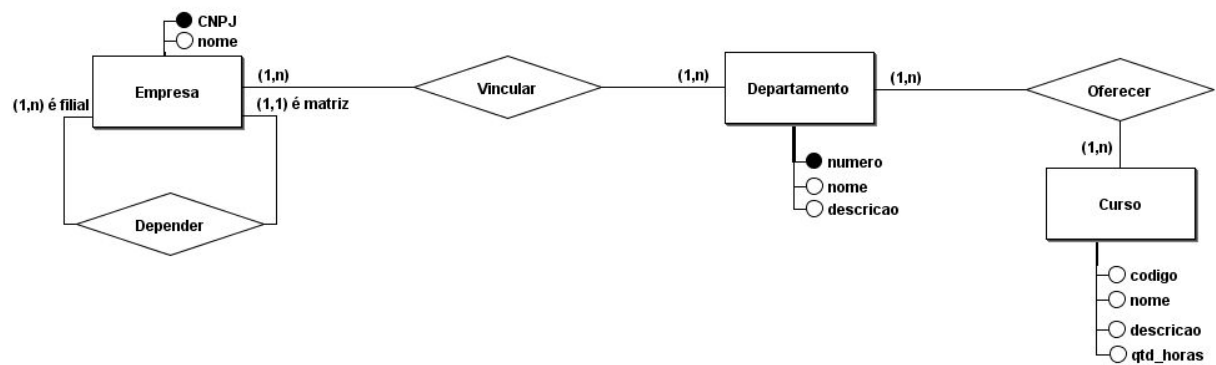 CNPJ
nome
Empresa
(1,n)
Vincular
(1,n)
Departamento
(1,n)
Oferecer
(1,n) é filial
(1,1) é matriz
Depender
numero
nome
descricao
(1,n)
Curso
codigo
nome
descricao
qtd_horas